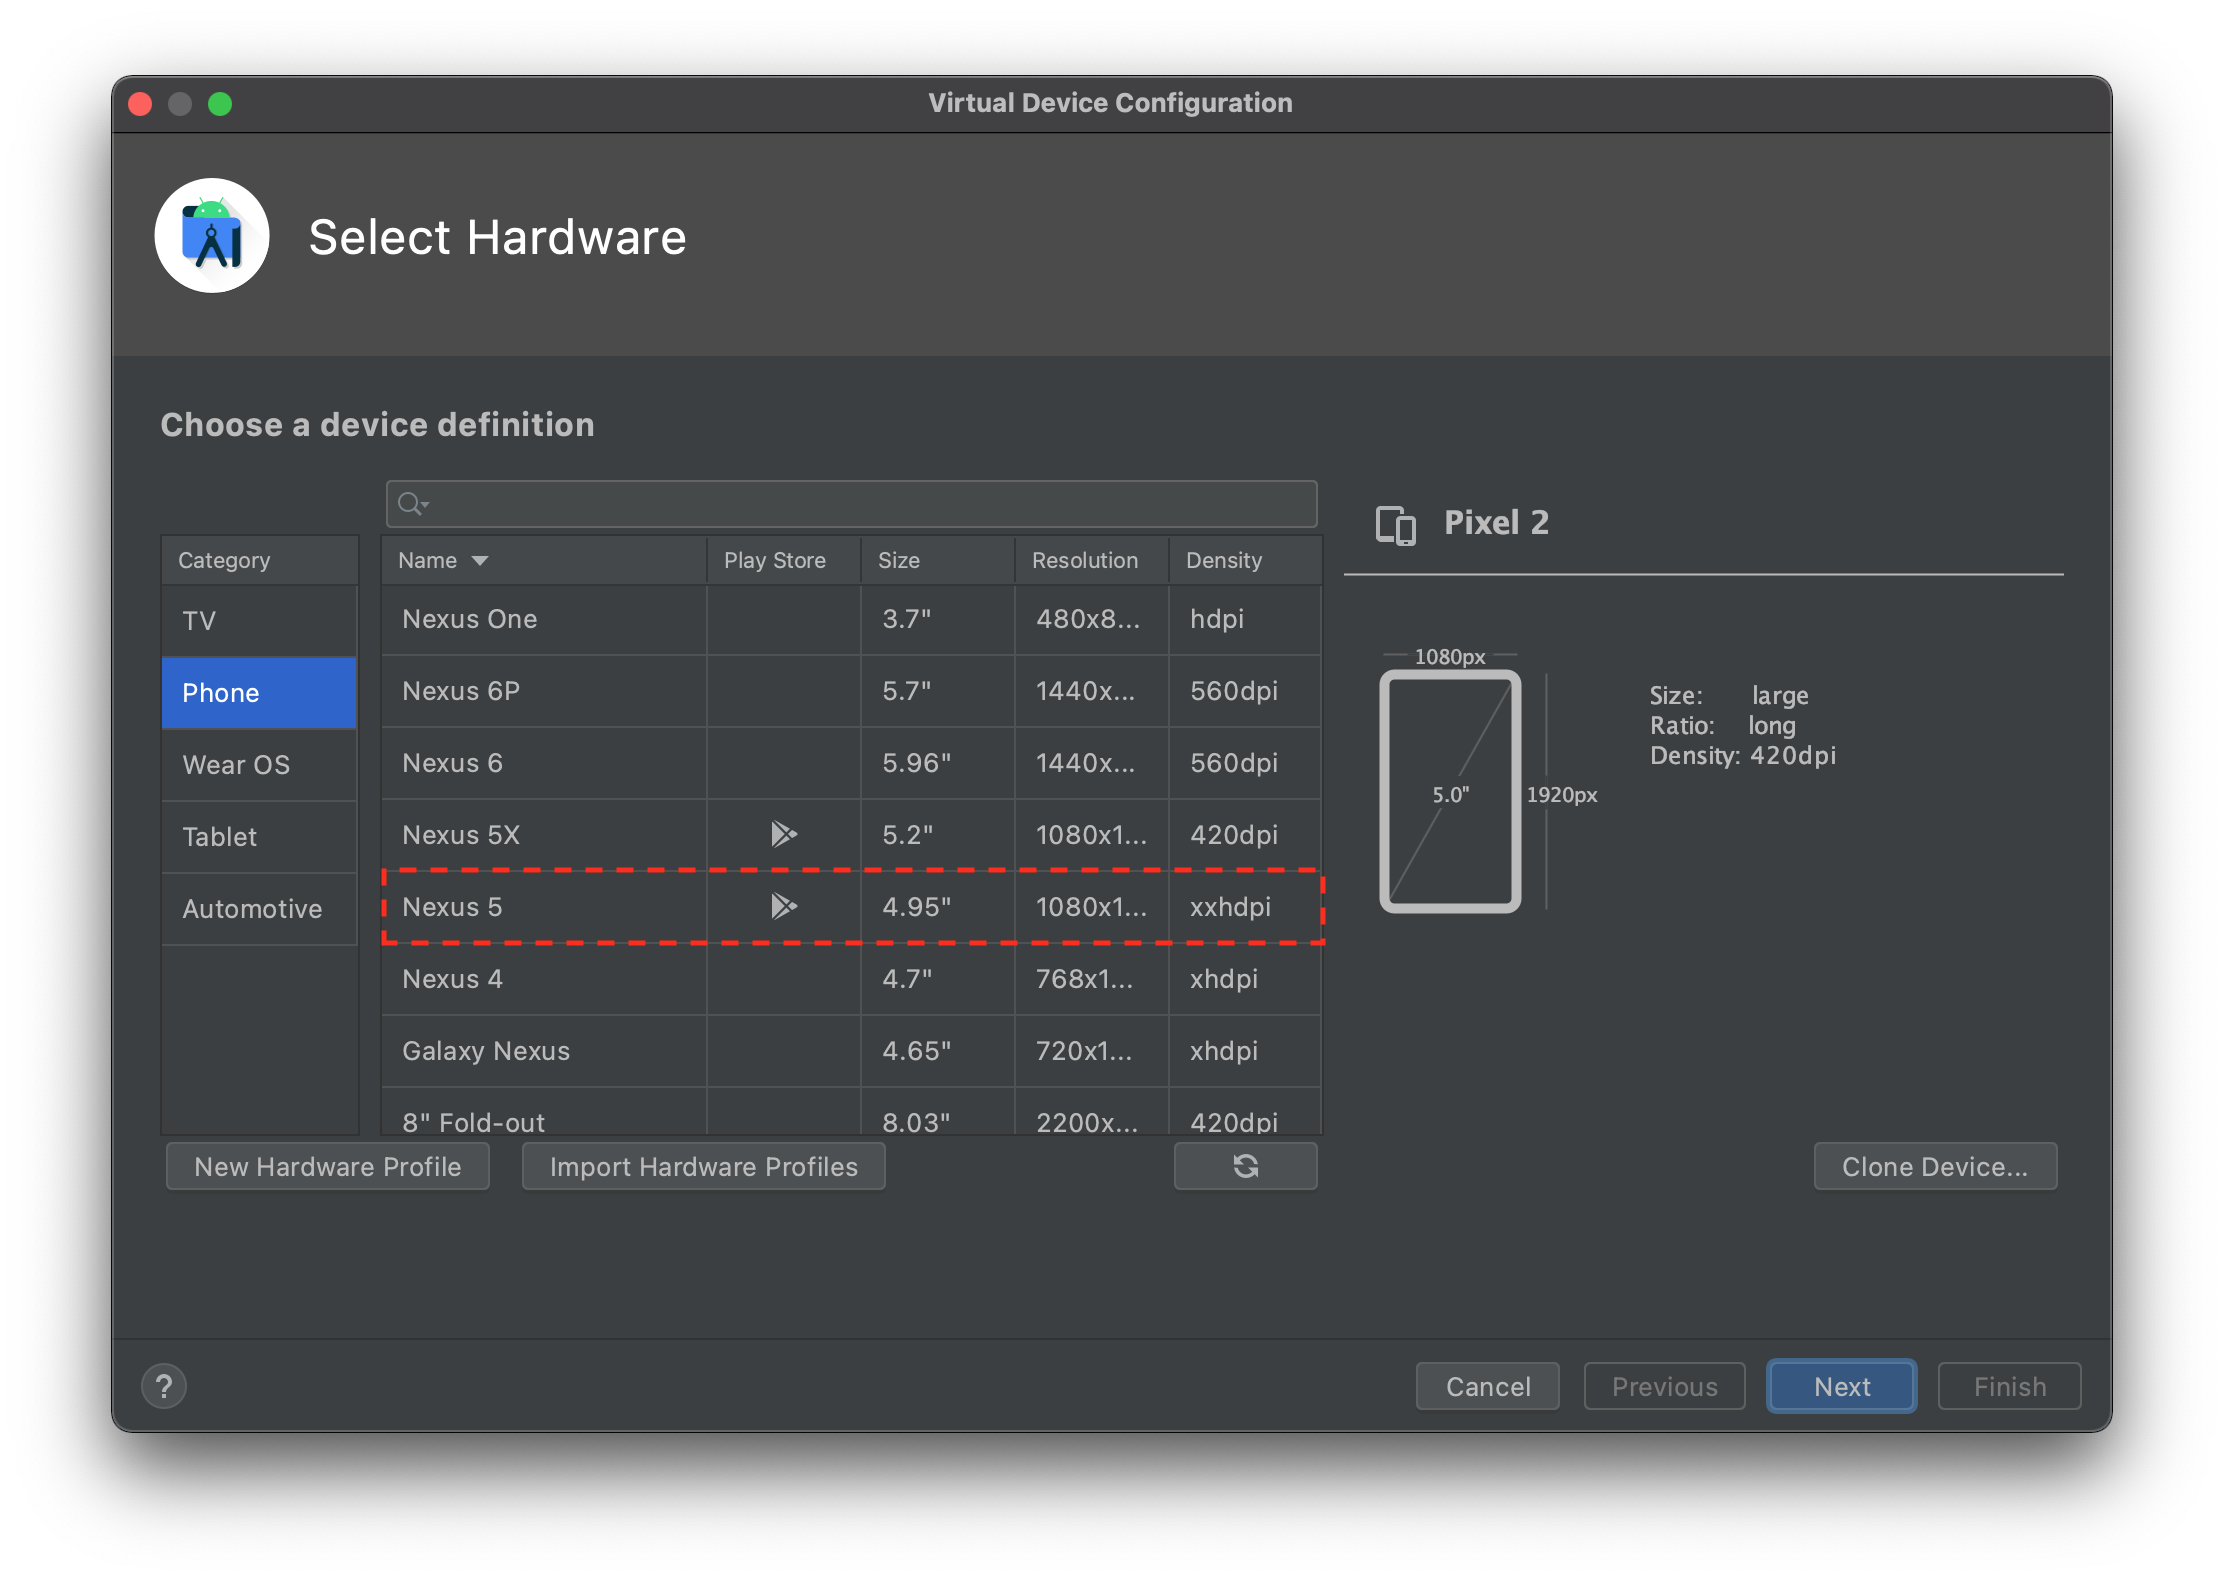 Virtual Device Configuration
Select Hardware
Choose a device definition
Category
TV
Phone
Wear OS
Tablet
Automotive
Name Play Store Size Resolution Density
Nexus One 3.7" 480x8... hdpi
Nexus 6P 5.7" 1440x... 560dpi
Nexus 6 5.96" 1440x... 560dpi
Nexus 5X 5.2" 1080x1... 420dpi
Nexus 5 4.95" 1080x1... xxhdpi
Nexus 4 4.7" 768x1... xhdpi
Galaxy Nexus 4.65" 720x1... xhdpi
8" Fold-out 8.03" 2200x... 420dpi
Pixel 2
1080px
5.0"
1920px
Size: large
Ratio: long
Density: 420dpi
New Hardware Profile
Import Hardware Profiles
Clone Device...
?
Cancel
Previous
Next
Finish